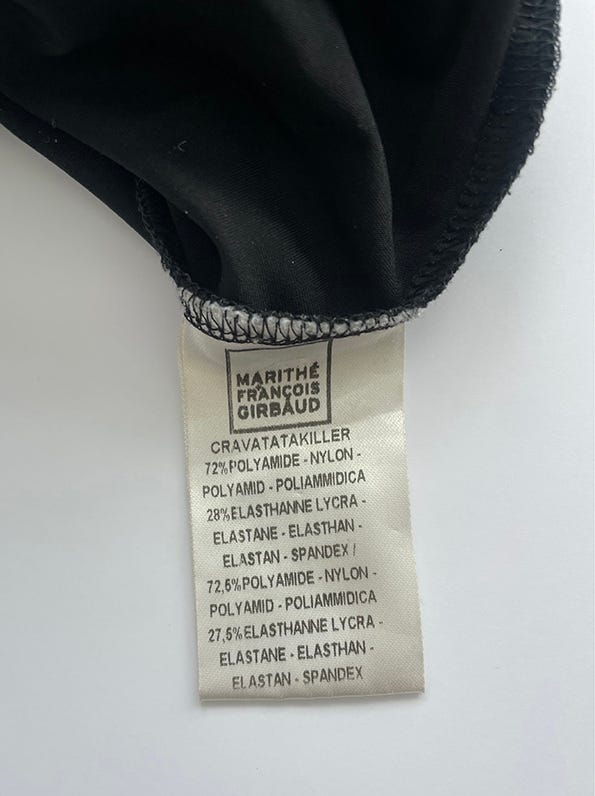 MARITHÉ
+
FRANÇOIS
GIRBAUD
CRAVATATAKILLER
72%POLYAMIDE - NYLON -
POLYAMID - POLIAMMIDICA
28%ELASTHANNE LYCRA -
ELASTANE - ELASTHAN -
ELASTAN - SPANDEX /
72,5%POLYAMIDE - NYLON -
POLYAMID - POLIAMMIDICA
27,5%ELASTHANNE LYCRA -
ELASTANE - ELASTHAN -
ELASTAN - SPANDEX